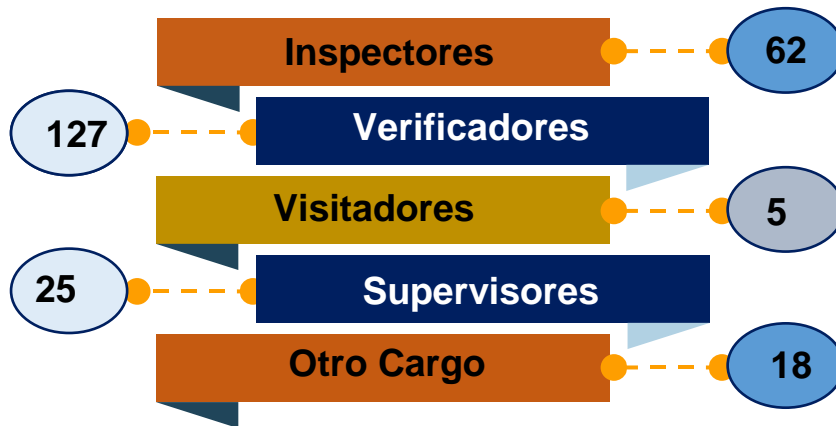 Inspectores 62
127 Verificadores
Visitadores 5
25 Supervisores
Otro Cargo 18